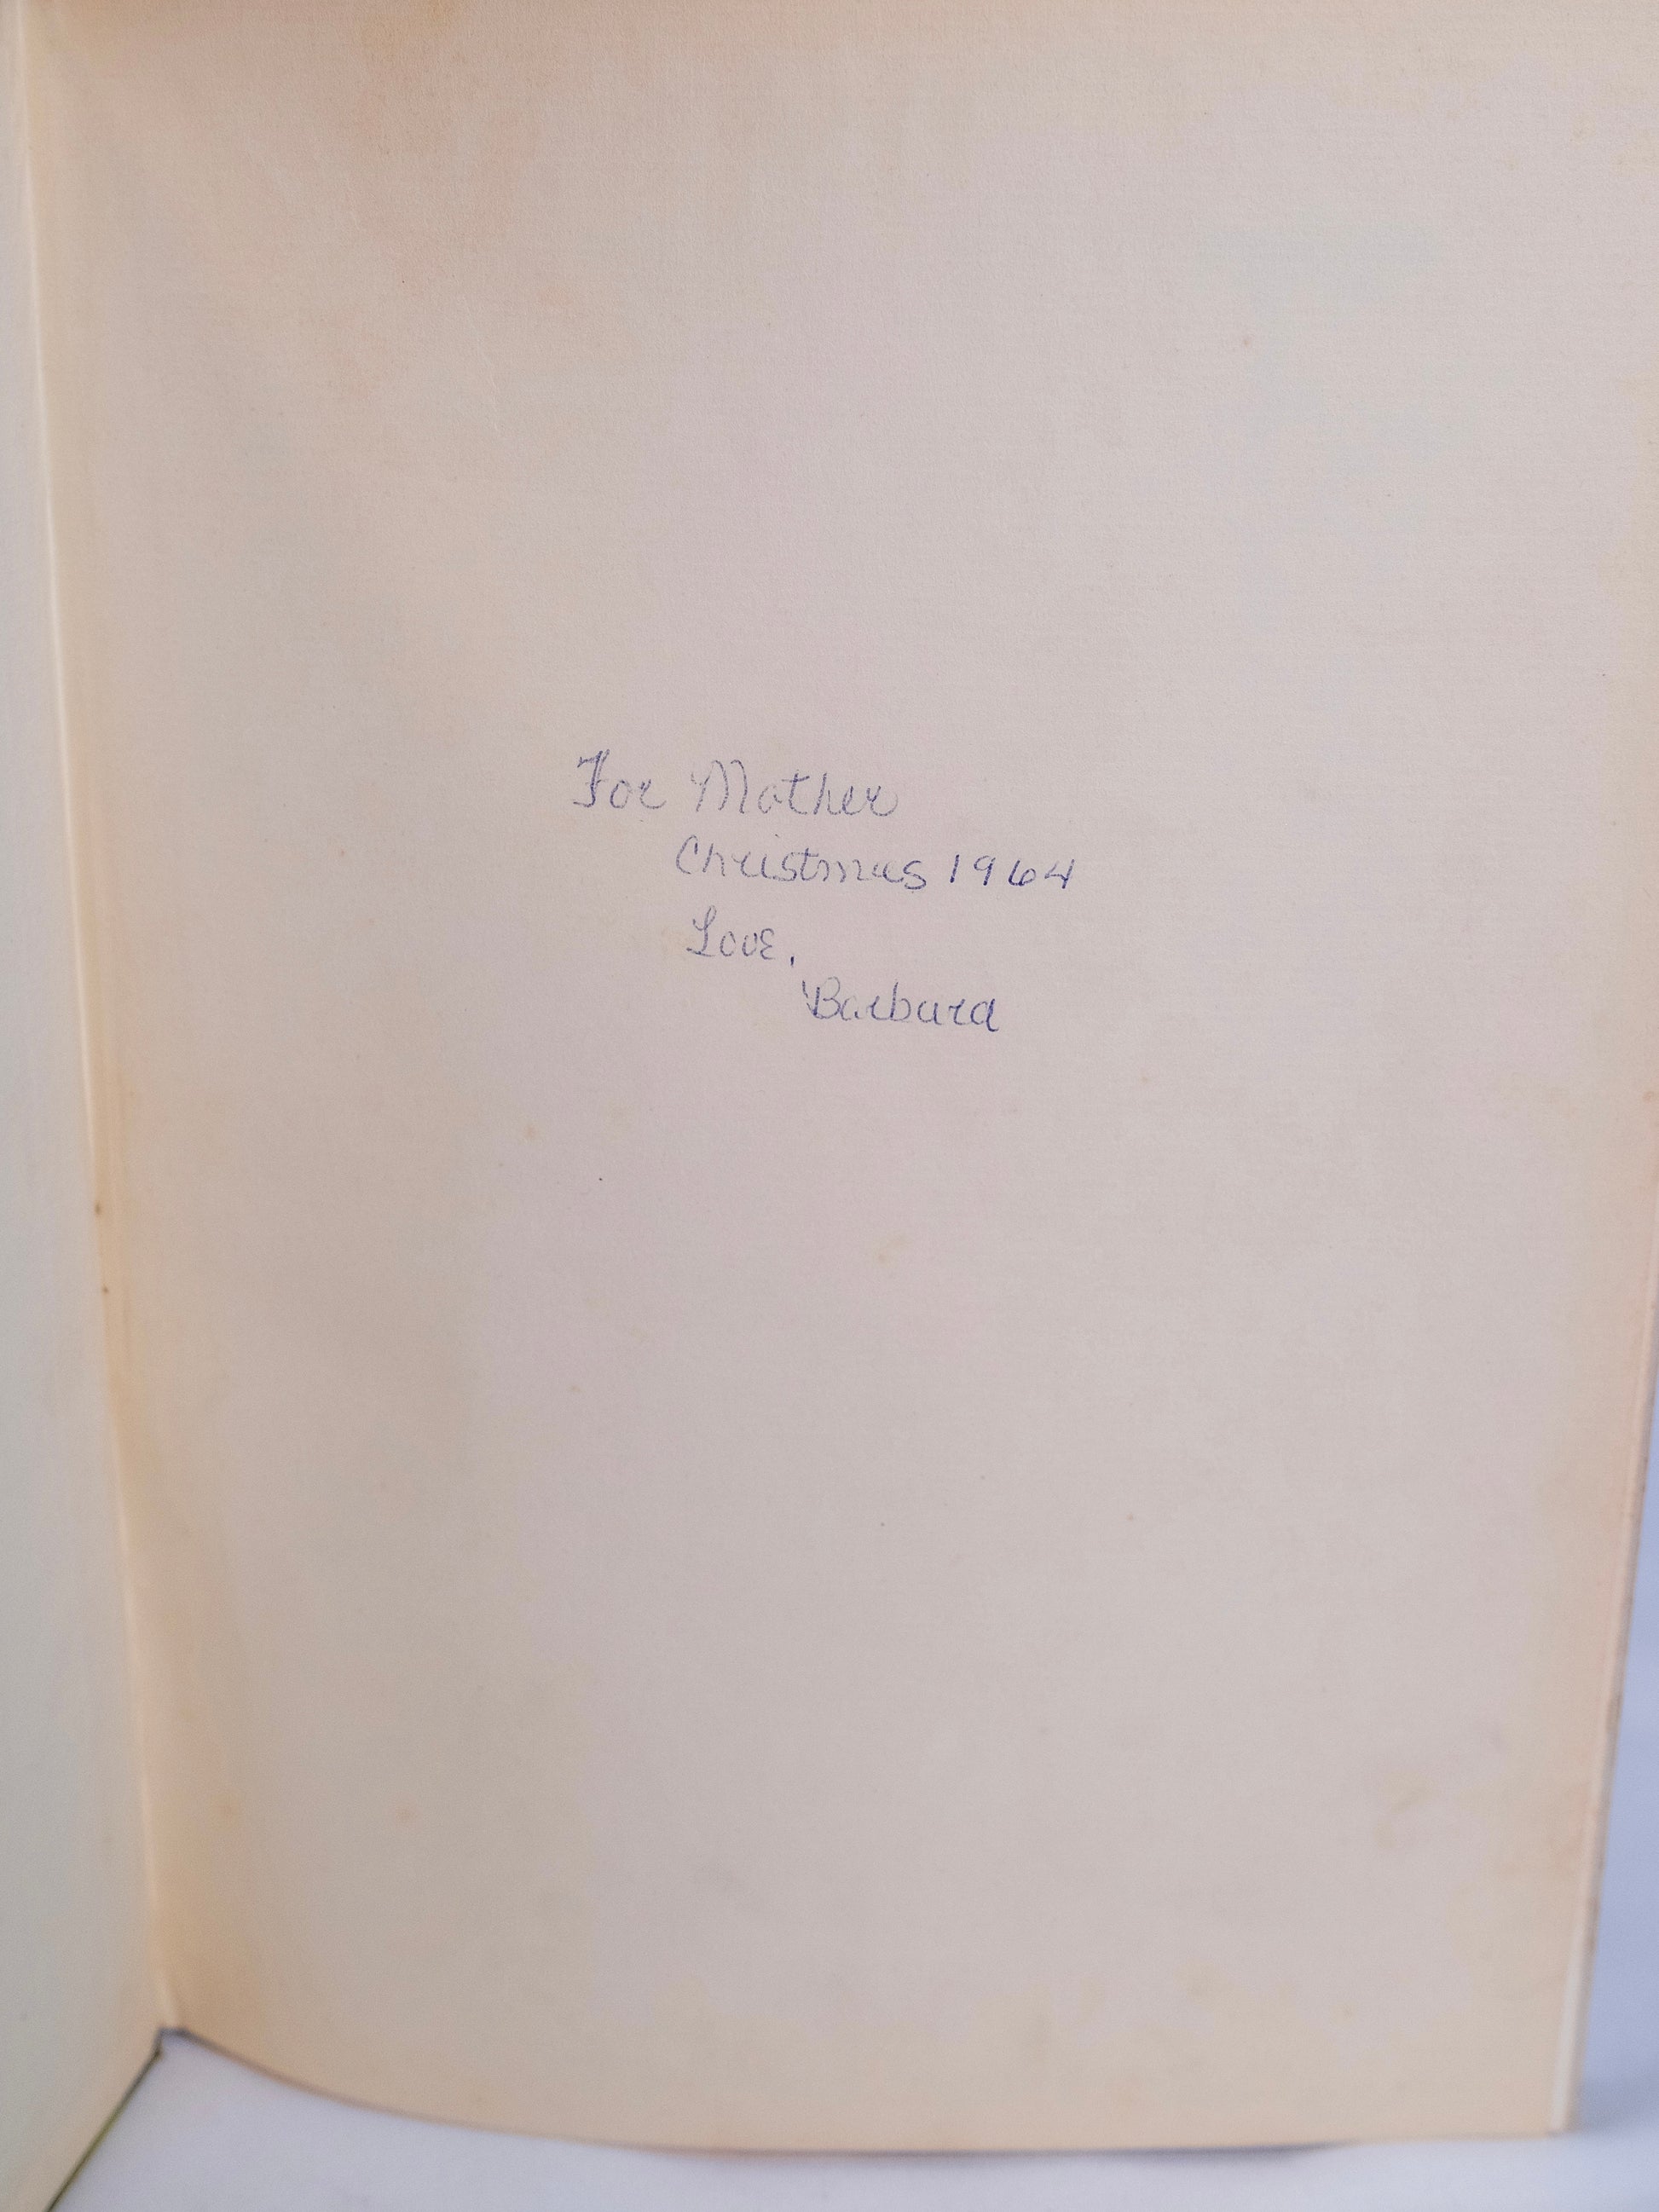 For Mother
Christmas 1964
Love,
Barbara